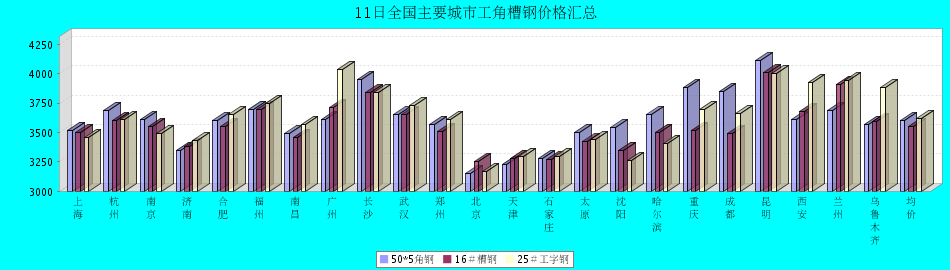 11日全国主要城市工角槽钢价格汇总
4250
4000
3750
3500
3250
3000
上海
杭州
南京
济南
合肥
福州
南昌
广州
长沙
武汉
郑州
北京
天津
石家庄
太原
沈阳
哈尔滨
重庆
成都
昆明
西安
兰州
乌鲁木齐
均价
50*5角钢
16#槽钢
25#工字钢